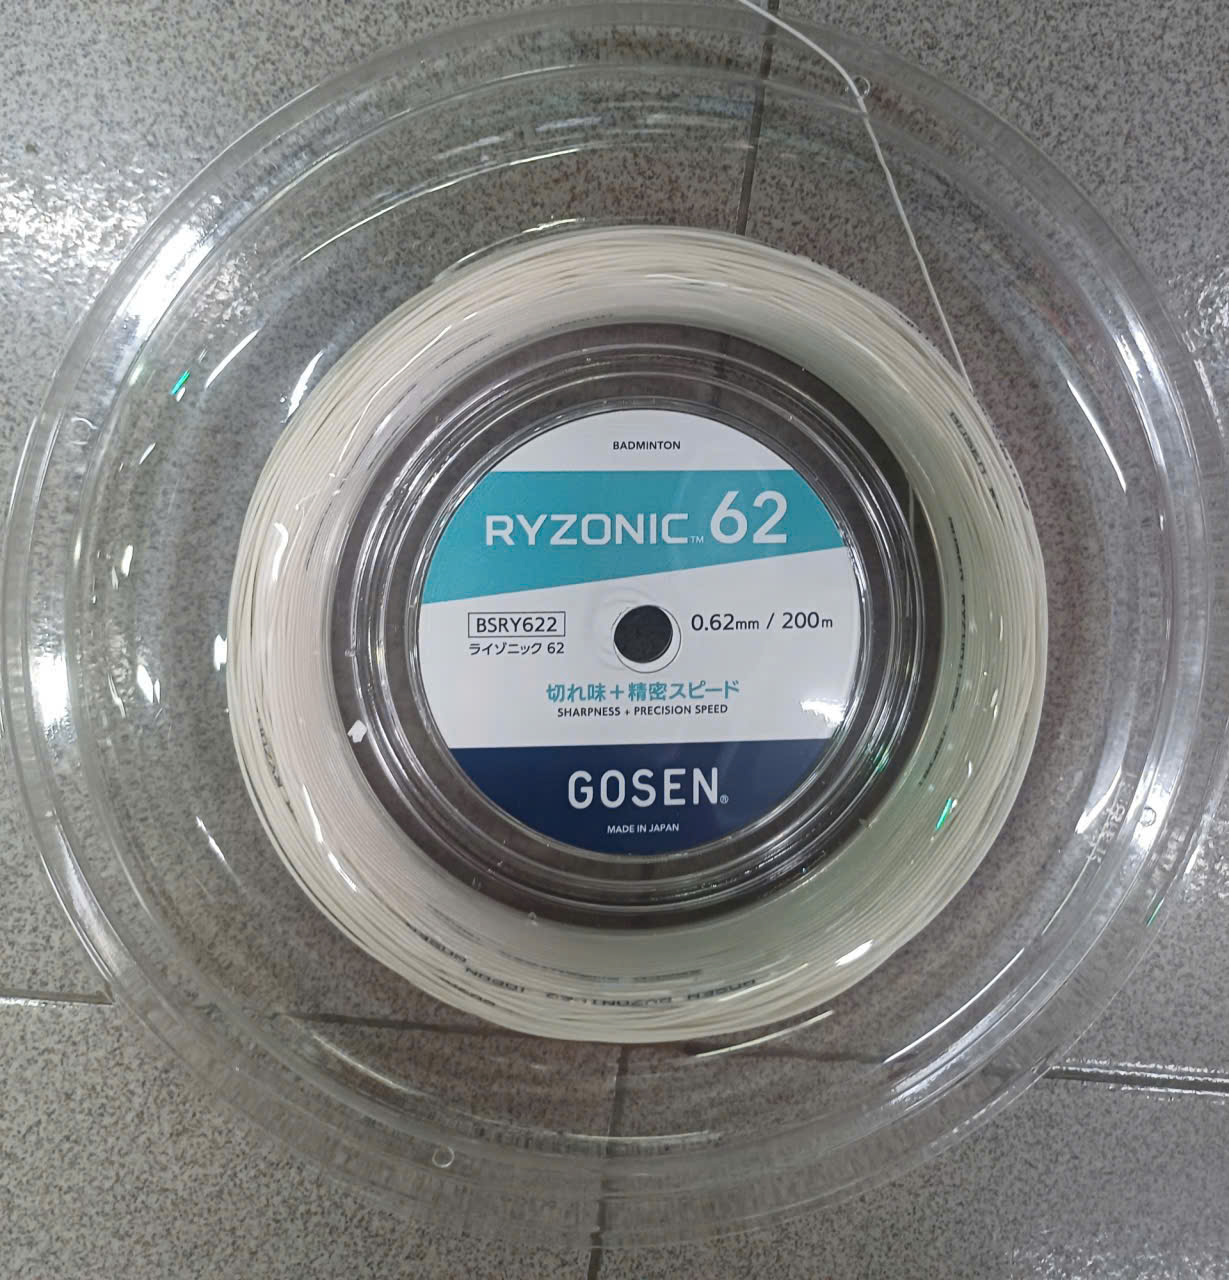 BADMINTON
RYZONIC™ 62
BSRY622
ライゾニック 62
0.62mm / 200m
切れ味＋精密スピード
SHARPNESS + PRECISION SPEED
GOSEN®
MADE IN JAPAN